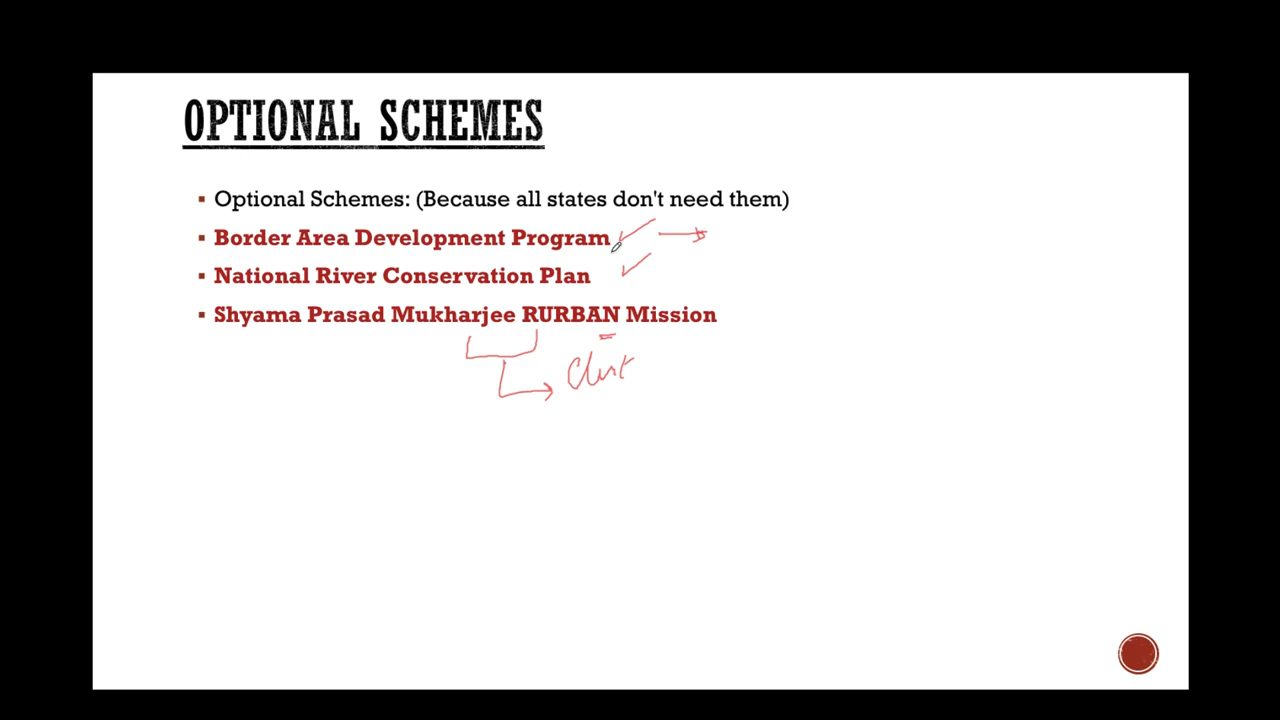 OPTIONAL SCHEMES
Optional Schemes: (Because all states don't need them)
Border Area Development Program
National River Conservation Plan
Shyama Prasad Mukharjee RURBAN Mission
Clust